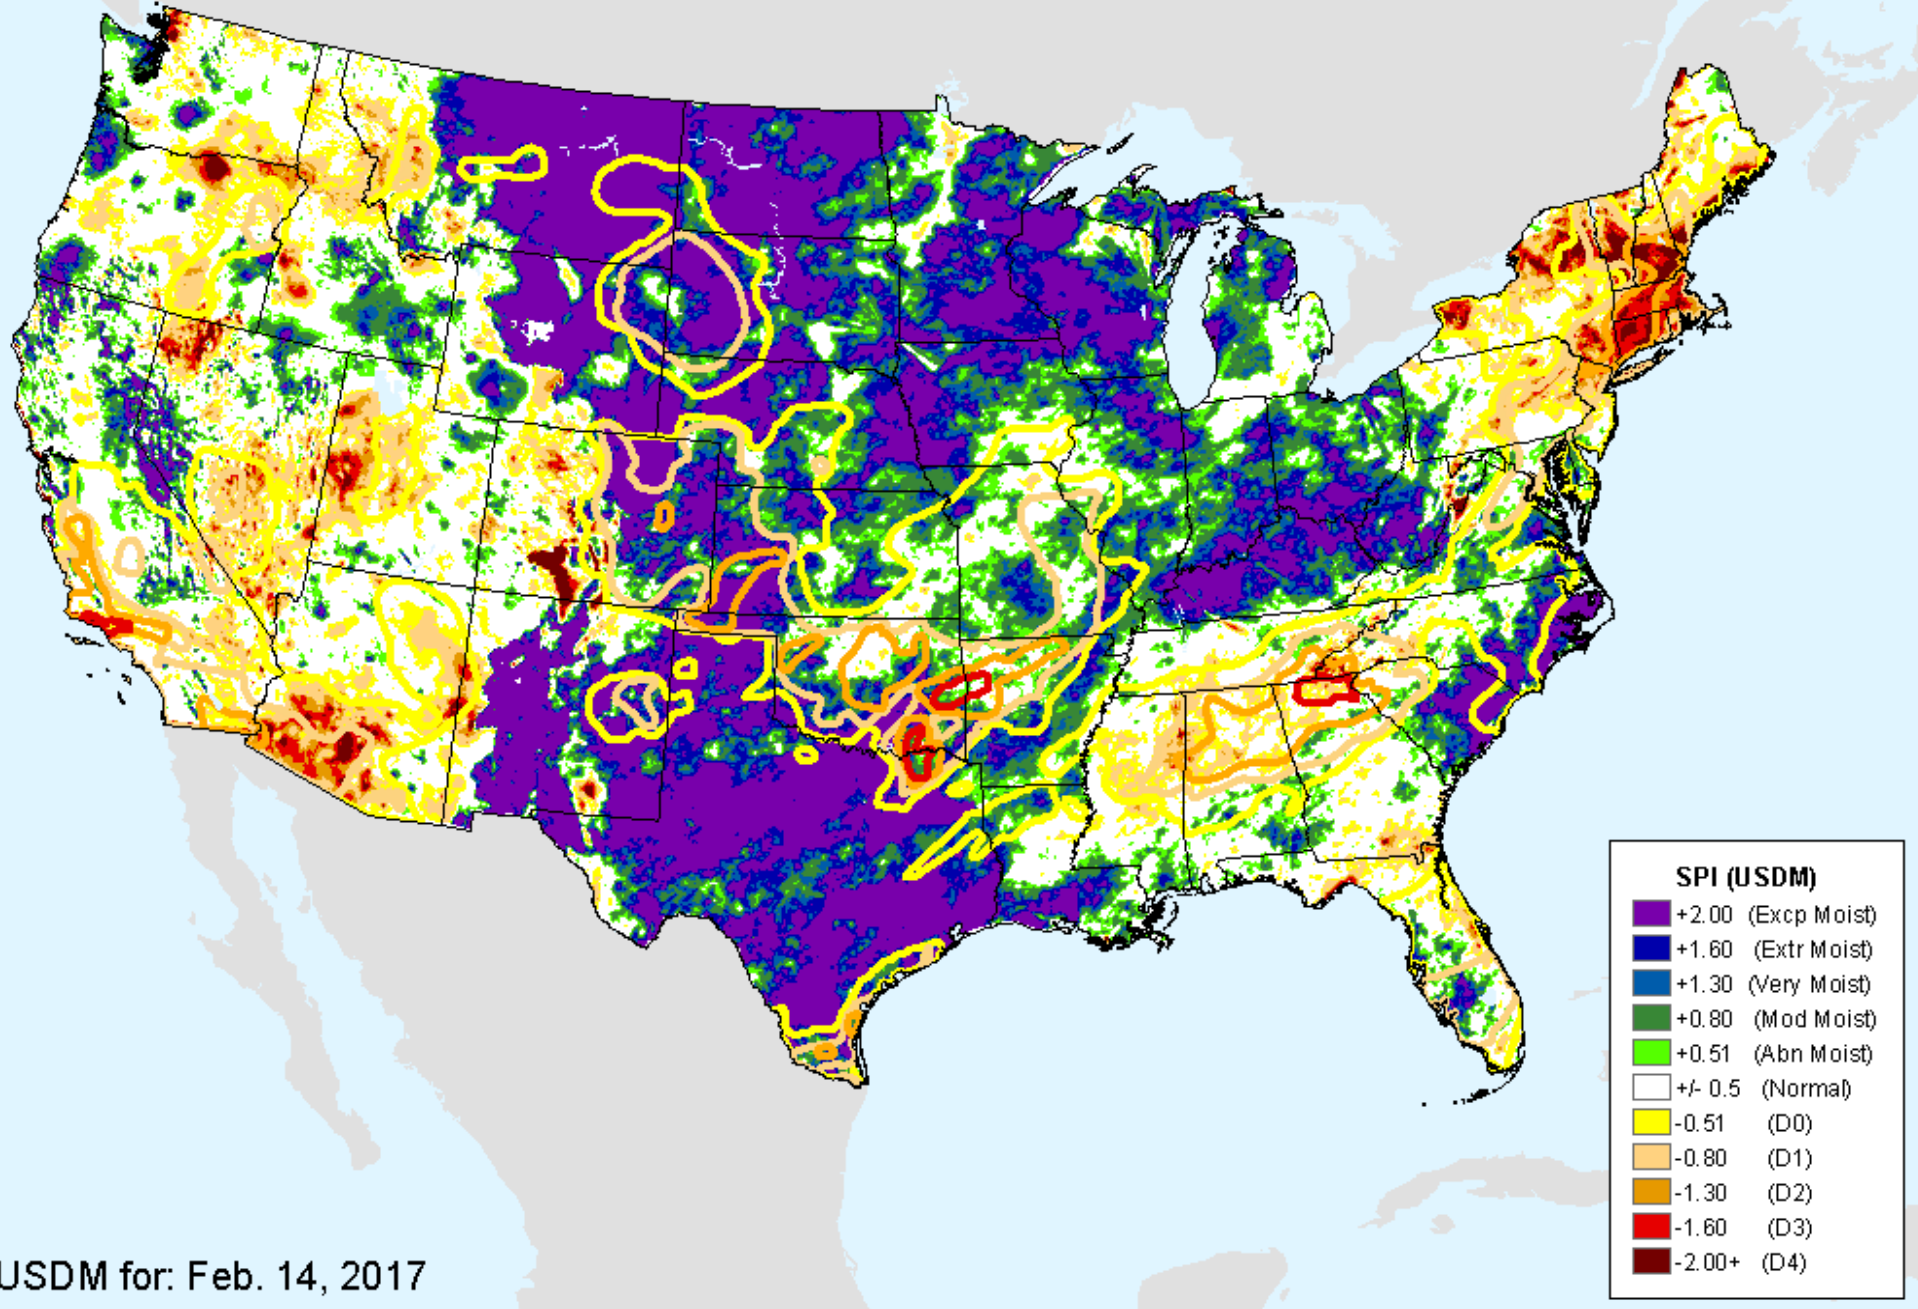 SPI (USDM)
+2.00 (Excp Moist)
+1.60 (Extr Moist)
+1.30 (Very Moist)
+0.80 (Mod Moist)
+0.51 (Abn Moist)
+/- 0.5 (Normal)
-0.51 (D0)
-0.80 (D1)
-1.30 (D2)
-1.60 (D3)
-2.00+ (D4)
USDM for: Feb. 14, 2017